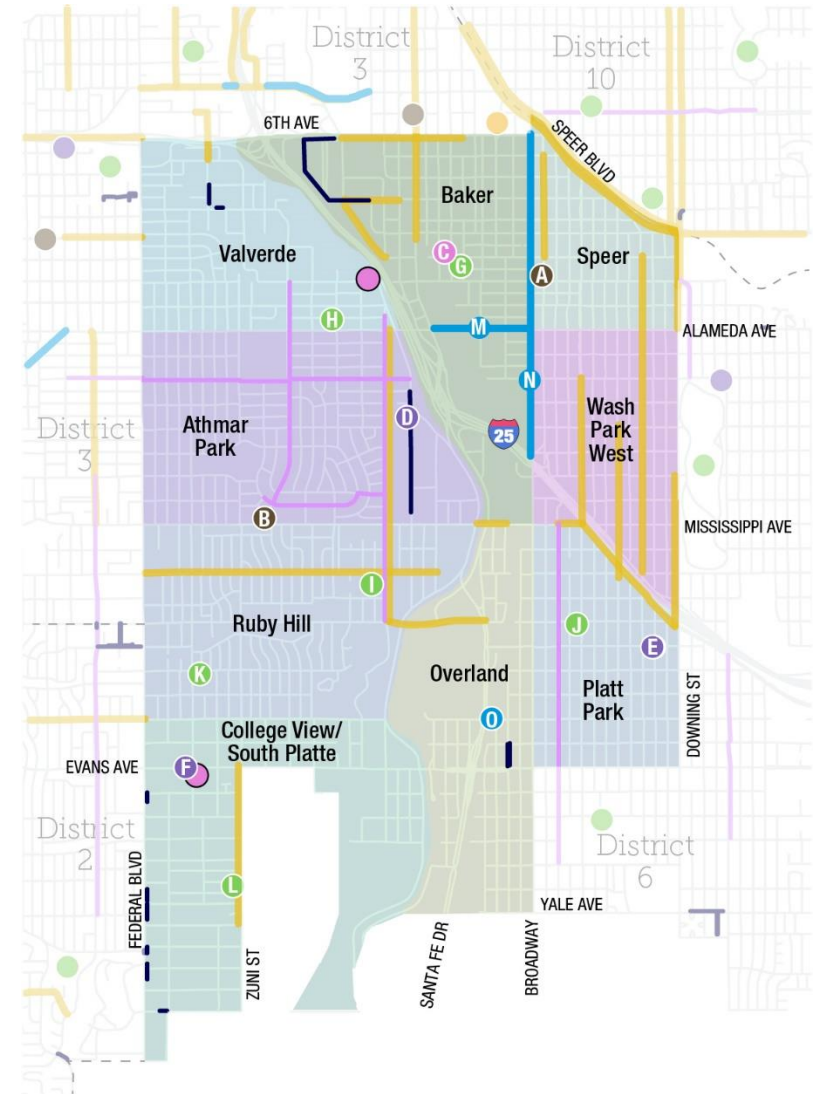 District
3
District
10
6TH AVE
SPEER BLVD
Baker
Valverde
C
G
A
Speer
H
M
ALAMEDA AVE
N
District
3
Athmar
Park
D
25
Wash
Park
West
B
MISSISSIPPI AVE
I
Ruby Hill
J
E
K
Overland
Platt
Park
DOWNING ST
College View/
South Platte
O
EVANS AVE
F
District
2
District
6
L
FEDERAL BLVD
ZUNI ST
SANTA FE DR
BROADWAY
YALE AVE